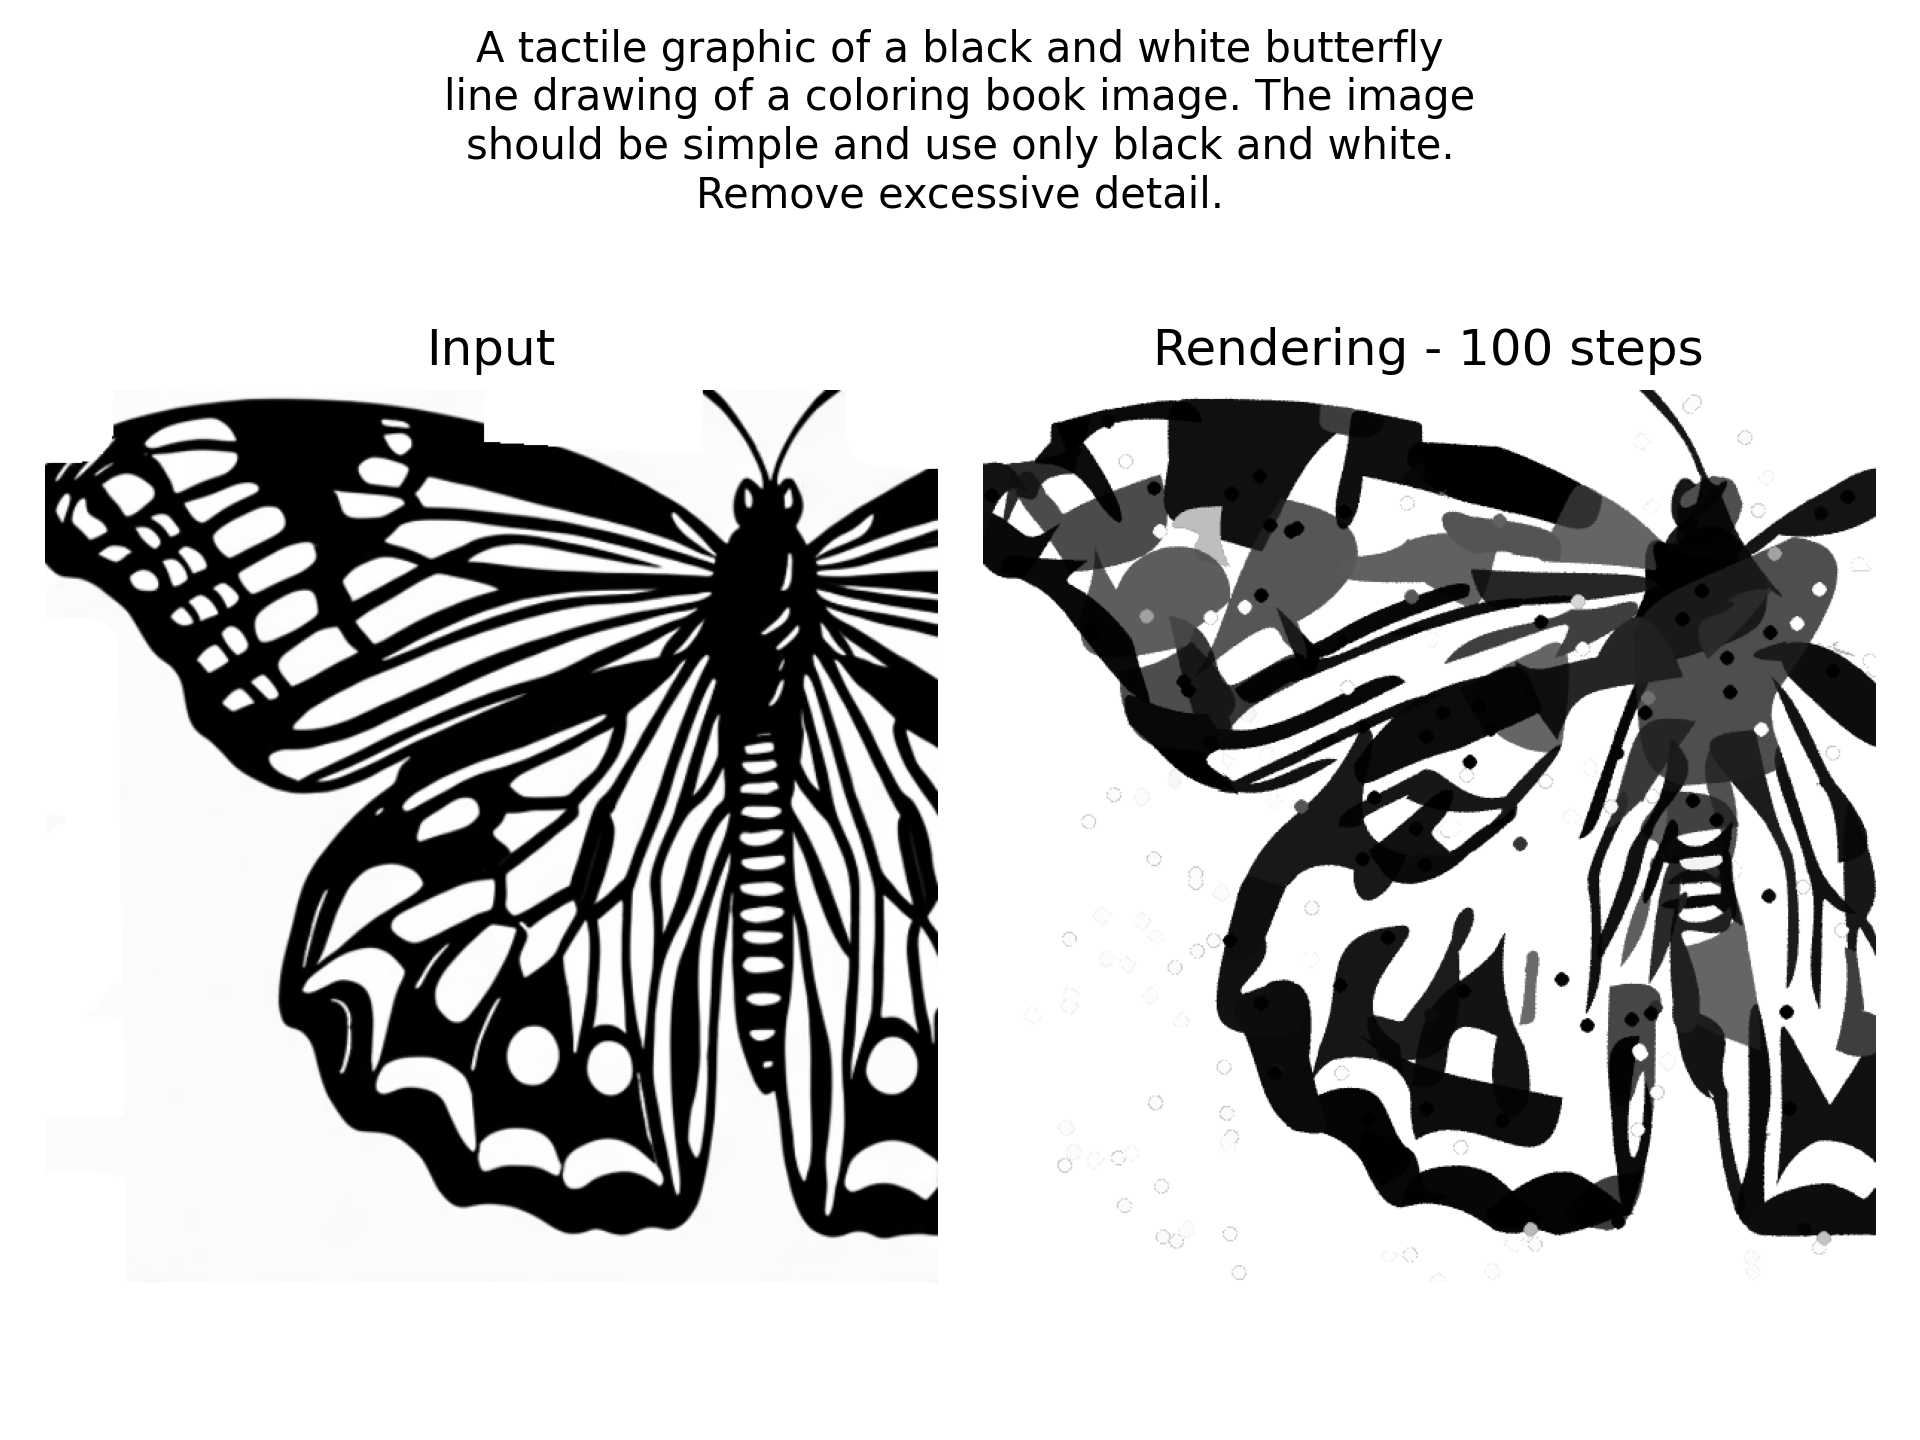 A tactile graphic of a black and white butterfly
line drawing of a coloring book image. The image
should be simple and use only black and white.
Remove excessive detail.
Input
Rendering - 100 steps